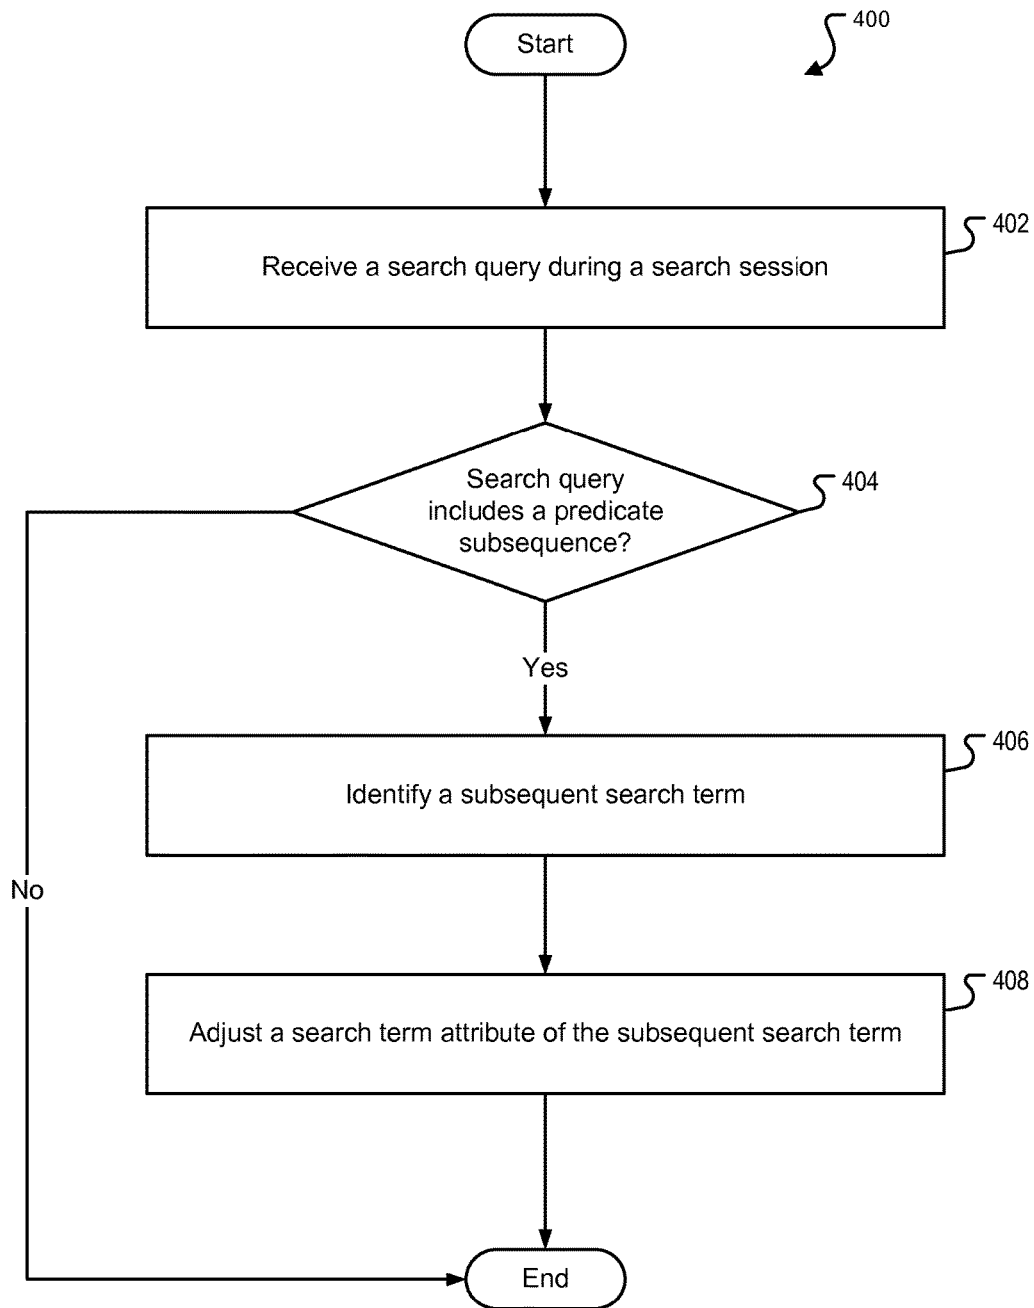 Start
400
402
Receive a search query during a search session
Search query
includes a predicate
subsequence?
404
Yes
406
Identify a subsequent search term
No
408
Adjust a search term attribute of the subsequent search term
End